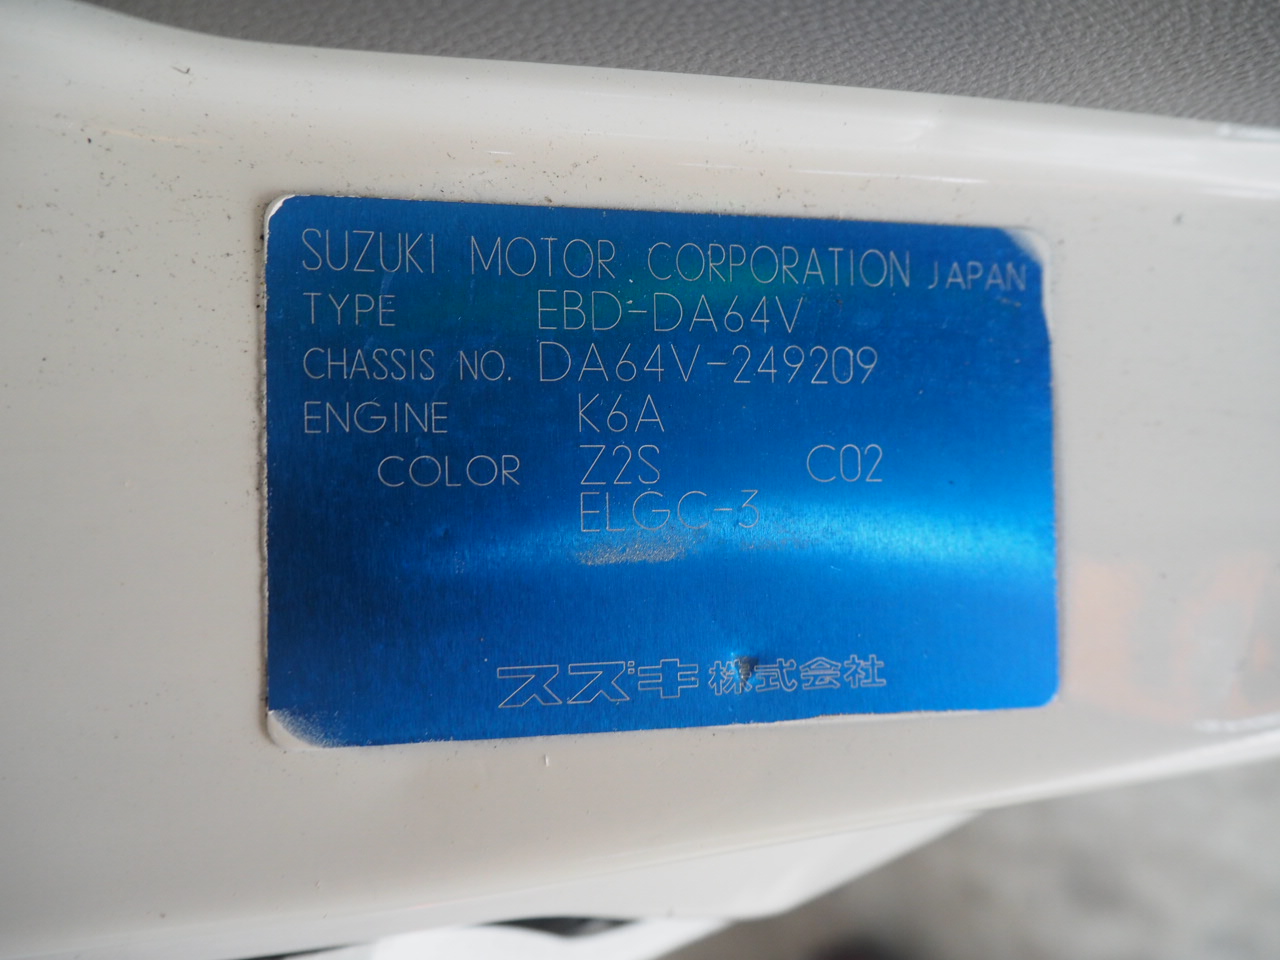 SUZUKI MOTOR CORPORATION JAPAN
TYPE EBD-DA64V
CHASSIS NO. DA64V-249209
ENGINE K6A
COLOR Z2S C02
ELGC-3
スズキ株式会社